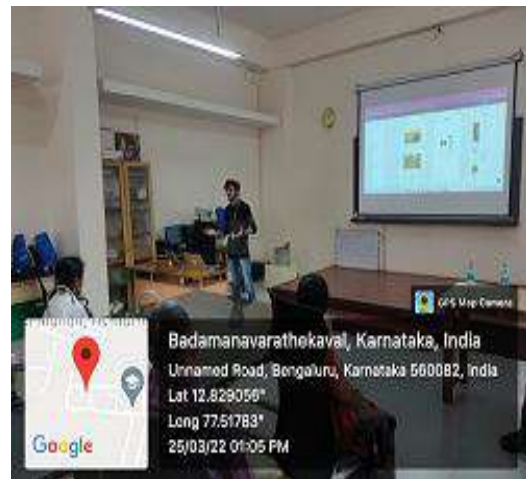 GPS Map Camera
Badamanavarathekaval, Karnataka, India
Unnamed Road, Bengaluru, Karnataka 560082, India
Lat 12.829056°
Long 77.51783°
25/03/22 01:05 PM
Google